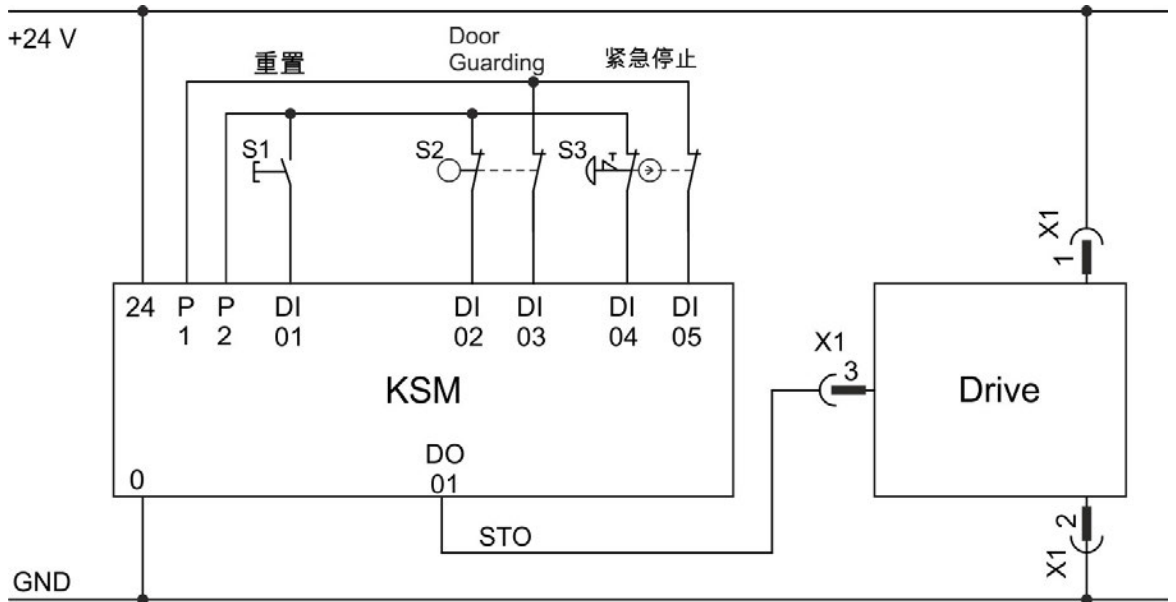 +24 V
重置
Door
Guarding
紧急停止
S1
S2
S3
X1
1
24 P P DI DI DI DI DI
1 2 01 02 03 04 05
X1
3
KSM
Drive
DO
0 01
STO
2
X1
GND